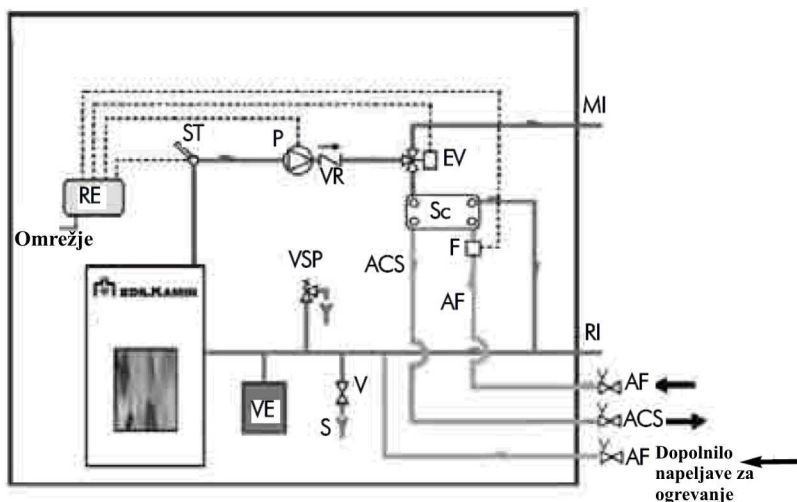 MI
ST
P
VR
EV
RE
Sc
Omrežje
F
VSP
ACS
EDILKAMIN
AF
RI
V
VE
S
AF
ACS
AF Dopolnilo
napeljave za
ogrevanje